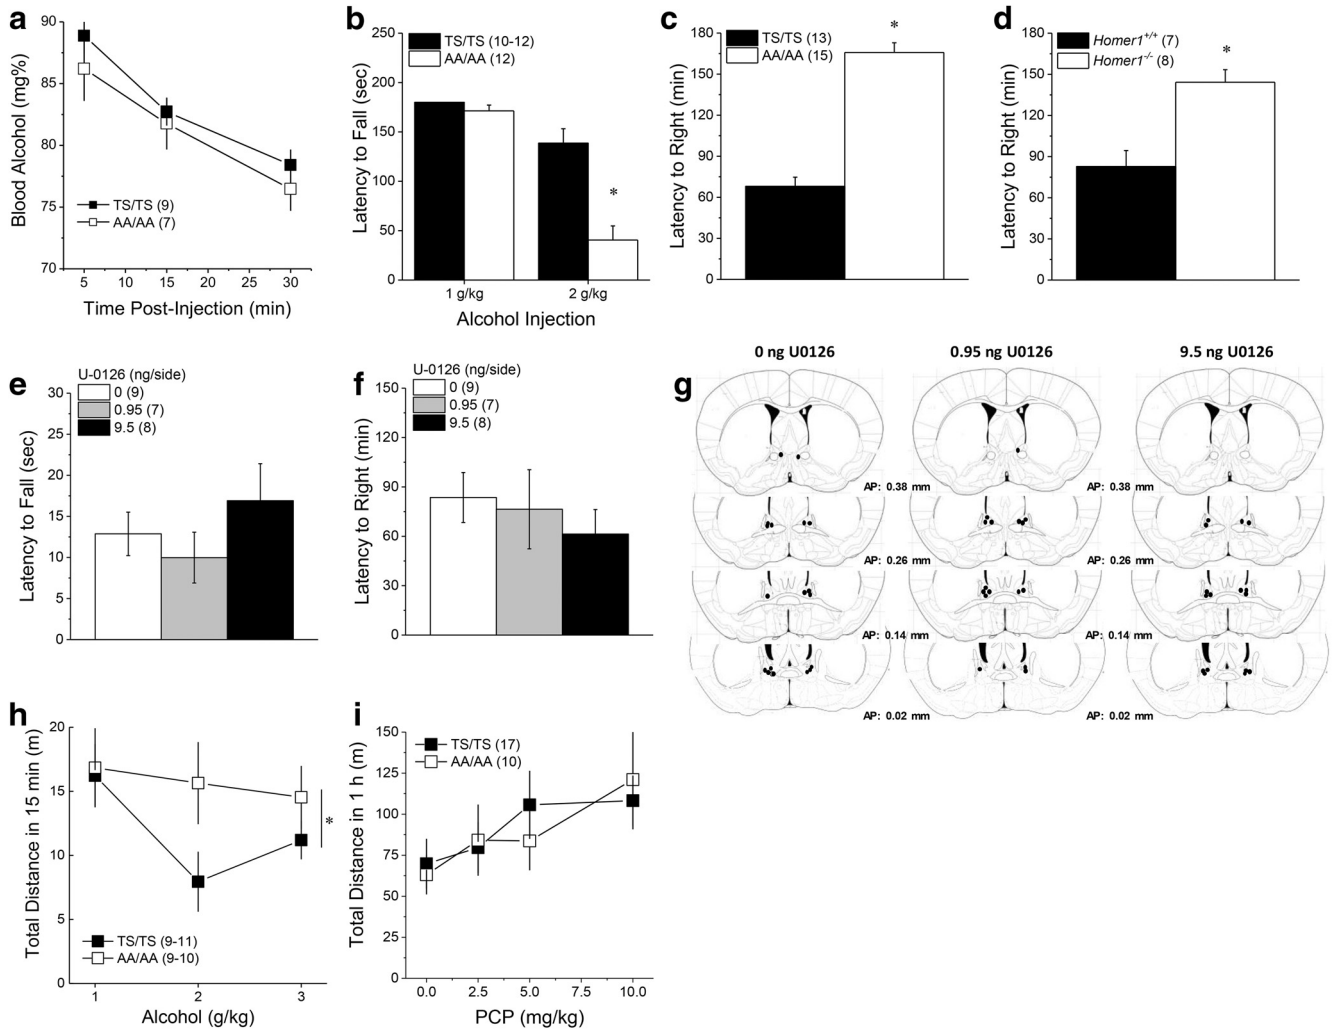 a
90
85
80
75
70
Blood Alcohol (mg%)
TS/TS (9)
AA/AA (7)
5 10 15 20 25 30
Time Post-Injection (min)
b
250
200
150
200
100
50
0
Latency to Fall (sec)
TS/TS (10-12)
AA/AA (12)
*
1 g/kg 2 g/kg
Alcohol Injection
c
180
150
120
90
60
30
0
Latency to Right (min)
TS/TS (13)
AA/AA (15)
*
d
180
150
120
90
60
30
0
Latency to Right (min)
Homer1+/+ (7)
Homer1-/- (8)
*
e
U-0126 (ng/side)
0 (9)
0.95 (7)
9.5 (8)
30
25
20
15
10
5
0
Latency to Fall (sec)
f
U-0126 (ng/side)
0 (9)
0.95 (7)
9.5 (8)
150
120
90
60
30
0
Latency to Right (min)
g
0 ng U0126 0.95 ng U0126 9.5 ng U0126
AP: 0.38 mm AP: 0.38 mm
AP: 0.26 mm AP: 0.26 mm
AP: 0.14 mm AP: 0.14 mm
AP: 0.02 mm AP: 0.02 mm
h
20
15
10
5
0
Total Distance in 15 min (m)
*
TS/TS (9-11)
AA/AA (9-10)
1 2 3
Alcohol (g/kg)
i
150
125
100
75
50
25
0
Total Distance in 1 h (m)
TS/TS (17)
AA/AA (10)
0.0 2.5 5.0 7.5 10.0
PCP (mg/kg)